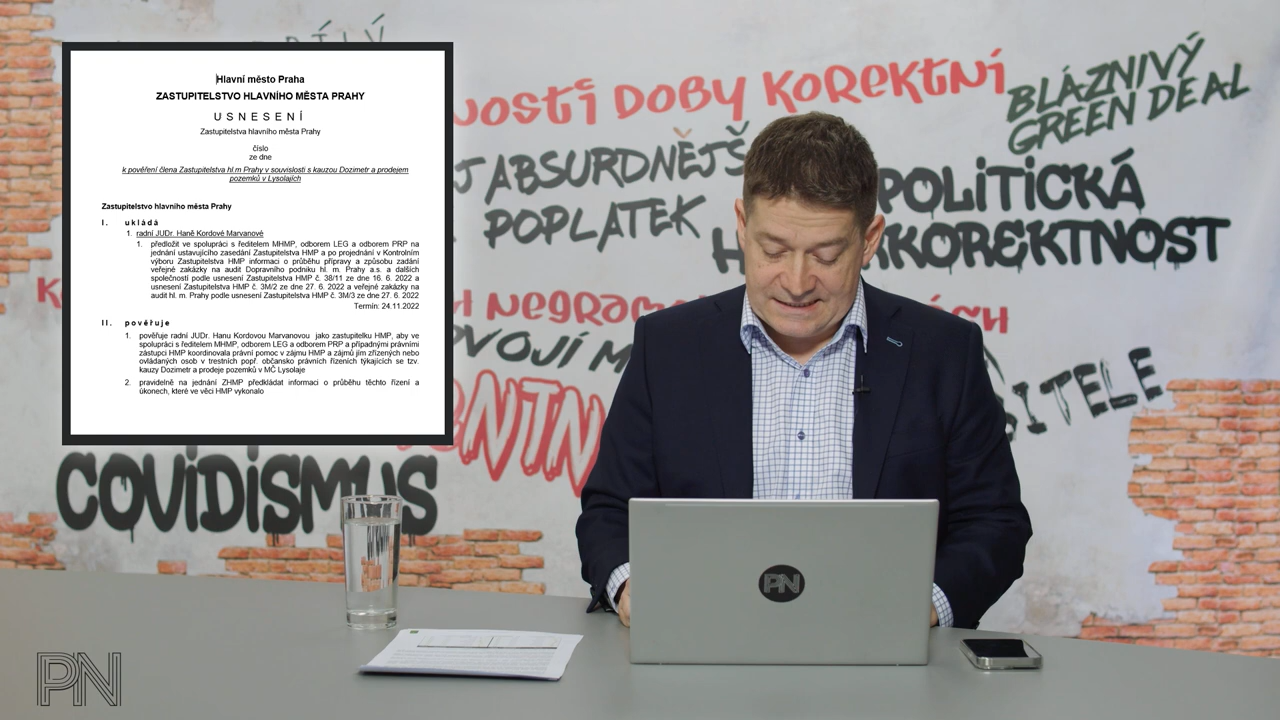 Hlavní město Praha
ZASTUPITELSTVO HLAVNÍHO MĚSTA PRAHY
U S N E S E N Í
Zastupitelstva hlavního města Prahy
číslo
ze dne
k pověření člena Zastupitelstva hl.m Prahy v souvislosti s kauzou Dozimetr a prodejem
pozemků v Lysolajích
Zastupitelstvo hlavního města Prahy
I. ukládá
1. radní JUDr. Haně Kordové Marvanové
1. předložit ve spolupráci s ředitelem MHMP, odborem LEG a odborem PRP na
jednání ustavujícího zasedání Zastupitelstva HMP a po projednání v Kontrolním
výboru Zastupitelstva HMP informaci o průběhu přípravy a způsobu zadání
veřejné zakázky na audit Dopravního podniku hl. m. Prahy a.s. a dalších
společností podle usnesení Zastupitelstva HMP č. 38/11 ze dne 16. 6. 2022 a
usnesení Zastupitelstva HMP č. 3M/2 ze dne 27. 6. 2022 a veřejné zakázky na
audit hl. m. Prahy podle usnesení Zastupitelstva HMP č. 3M/3 ze dne 27. 6. 2022
Termín: 24.11.2022
II. pověřuje
1. pověřuje radní JUDr. Hanu Kordovou Marvanovou jako zastupitelku HMP, aby ve
spolupráci s ředitelem MHMP, odborem LEG a odborem PRP a případnými právními
zástupci HMP koordinovala právní pomoc v zájmu HMP a zájmů jím zřízených nebo
ovládaných osob v trestních popř. občansko právních řízeních týkajících se tzv.
kauzy Dozimetr a prodeje pozemků v MČ Lysolaje
2. pravidelně na jednání ZHMP předkládat informaci o průběhu těchto řízení a
úkonech, které ve věci HMP vykonalo
DOBY KOREKTNÍ
BLÁZNIVÝ
GREEN DEAL
ABSURDNĚJŠ
POPLATEK
POLITICKÁ
KOREKTNOST
COVIDISMUS
PN
PN